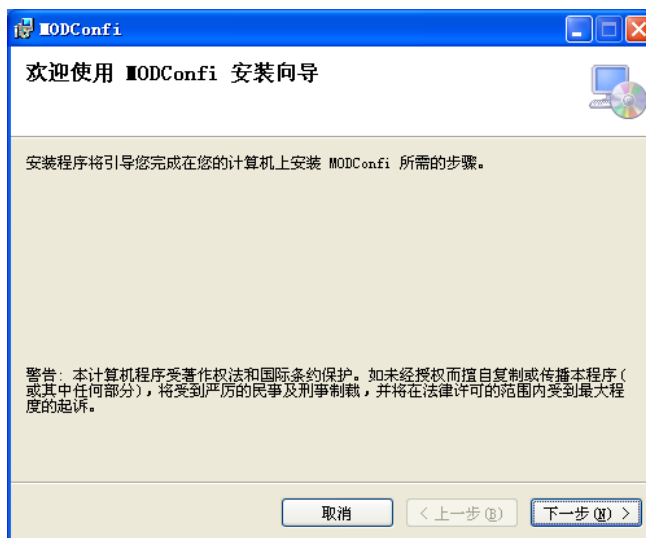 MODConfi
欢迎使用 MODConfi 安装向导
安装程序将引导您完成在您的计算机上安装 MODConfi 所需的步骤。
警告: 本计算机程序受著作权法和国际条约保护。如未经授权而擅自复制或传播本程序(
或其中任何部分)，将受到严厉的民事及刑事制裁，并将在法律许可的范围内受到最大程
度的起诉。
取消
< 上一步(B)
下一步(N) >